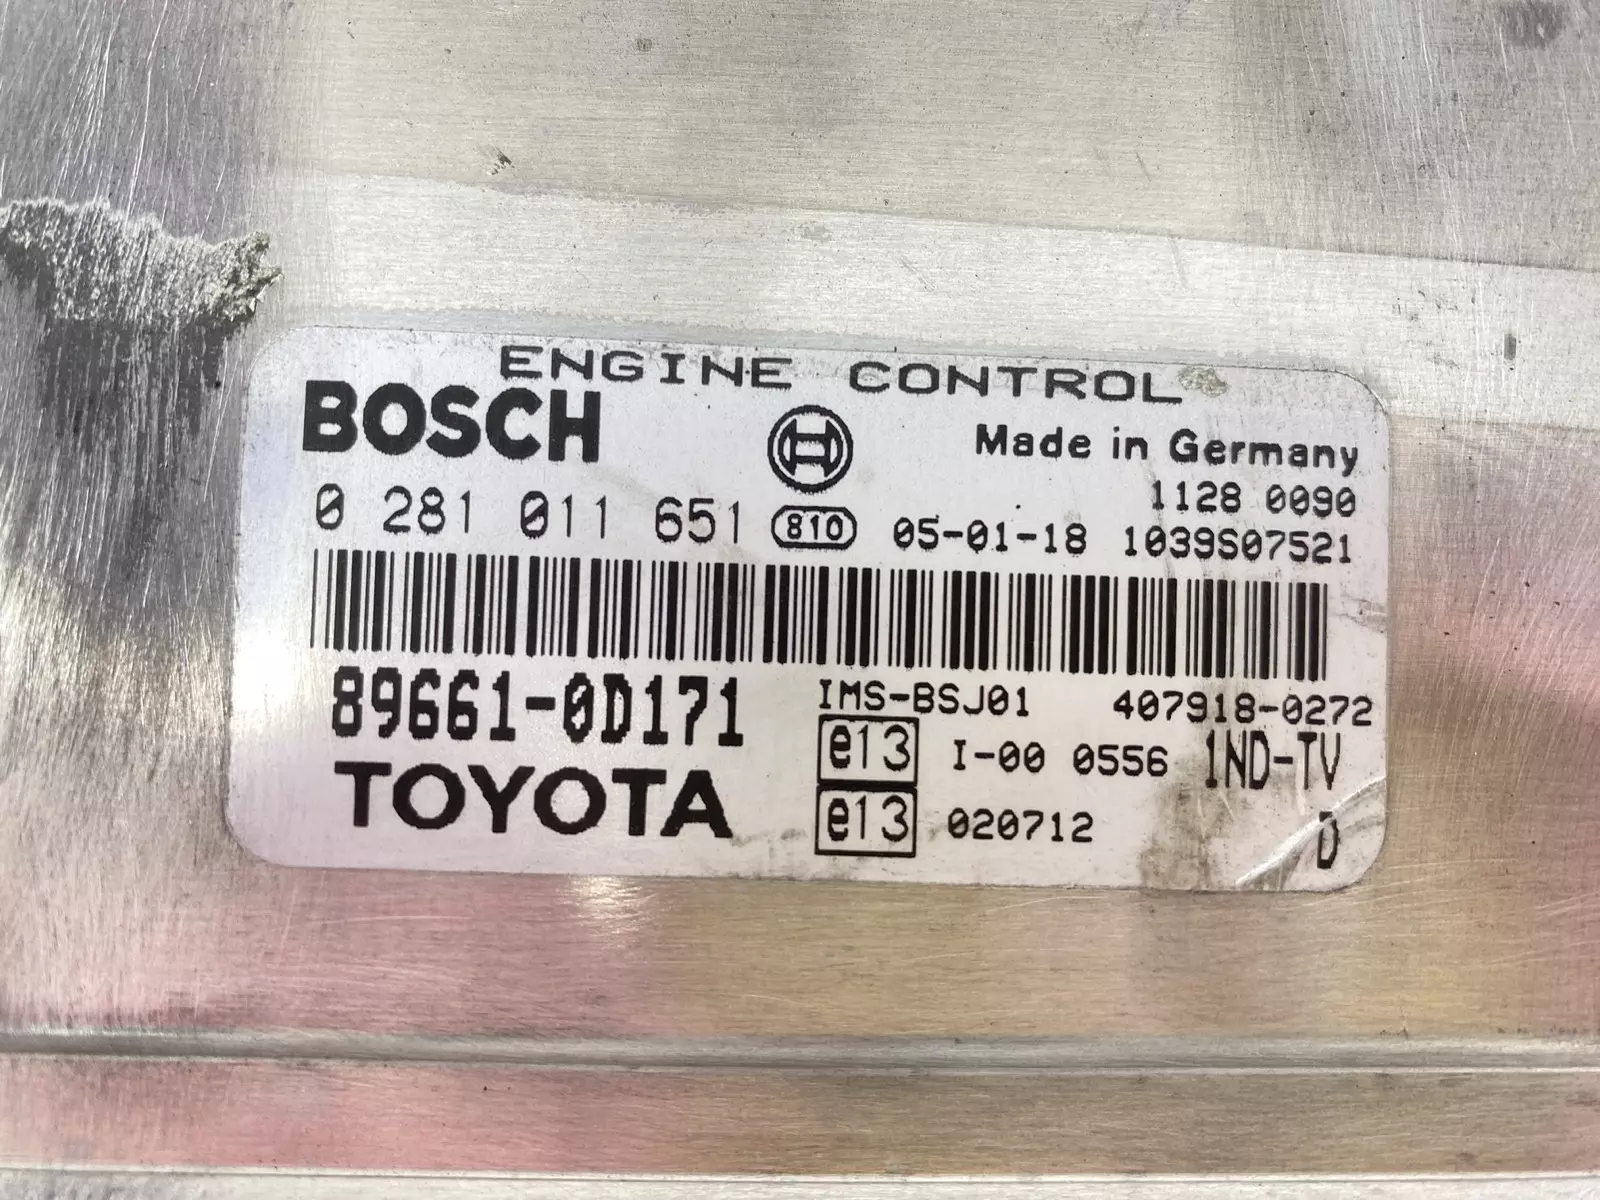 ENGINE CONTROL
BOSCH
Made in Germany
1128 0090
0 281 011 651 810 05-01-18 1039S07521
89661-0D171 IMS-BSJ01 407918-0272
e13 I-00 0556 1ND-TV
TOYOTA
e13 020712 D